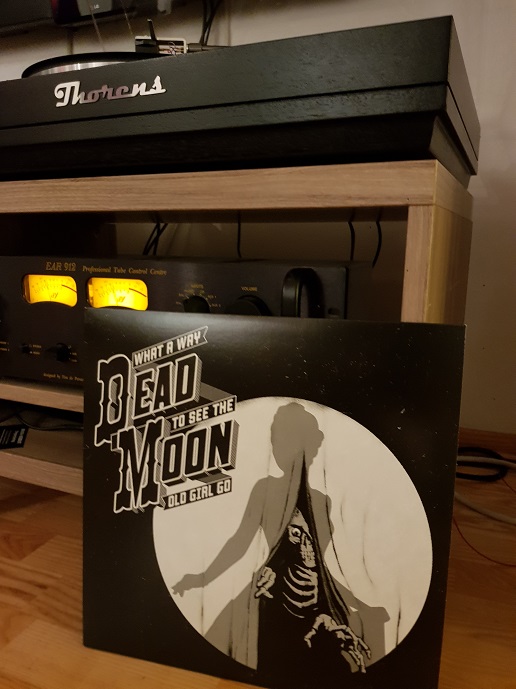 Thorens
EAR 912 Professional Tube Control Centre
VOLUME
WHAT A WAY
DEAD
TO SEE THE
MOON
OLD GIRL GO